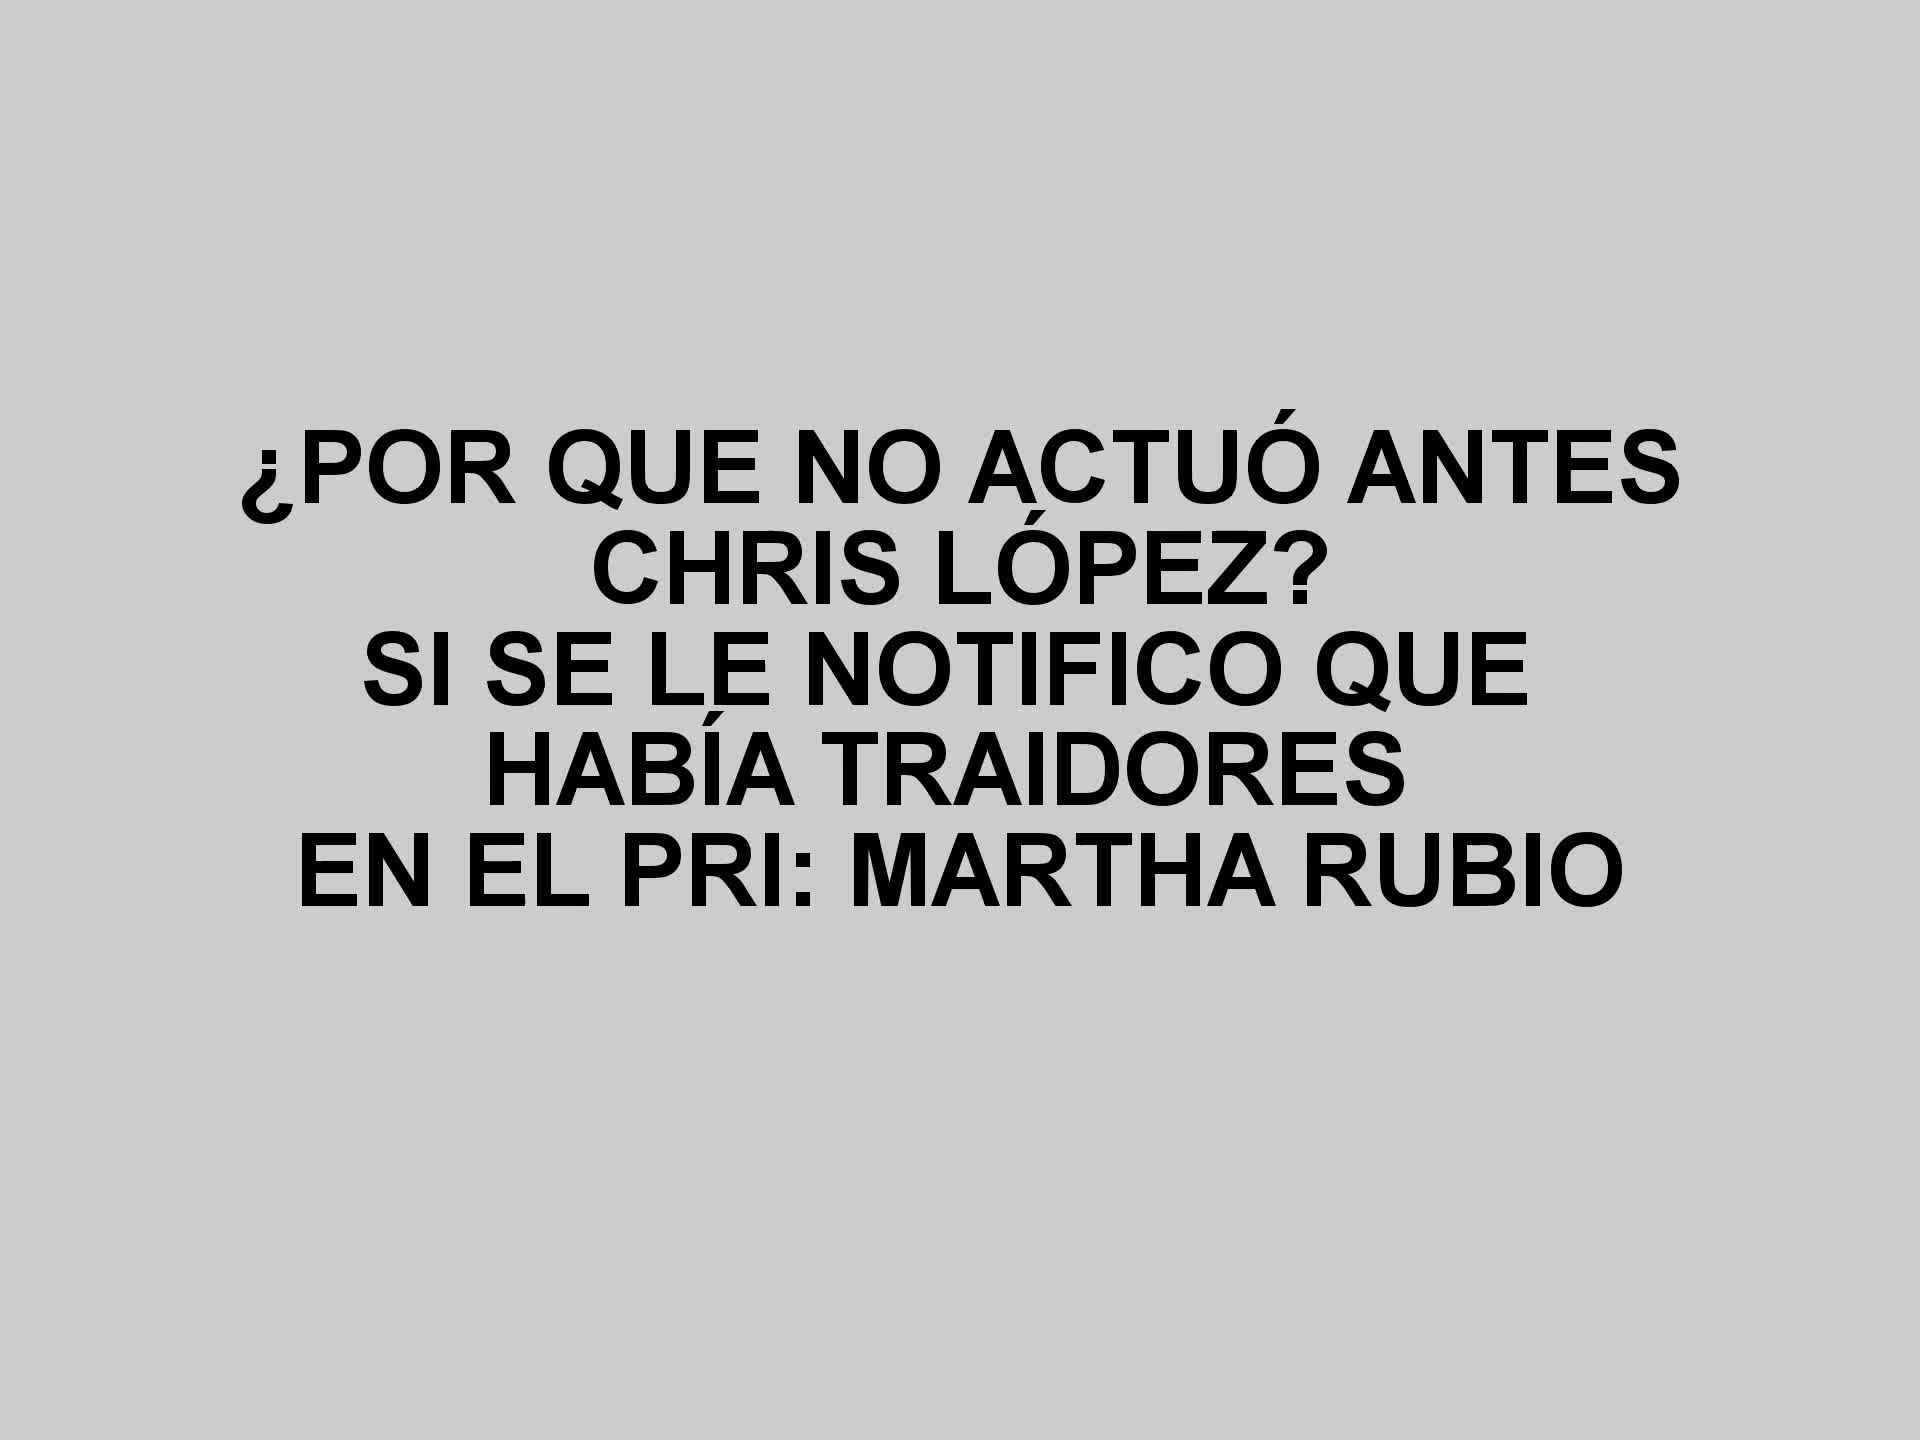 ¿POR QUE NO ACTUÓ ANTES
CHRIS LÓPEZ?
SI SE LE NOTIFICO QUE
HABÍA TRAIDORES
EN EL PRI: MARTHA RUBIO